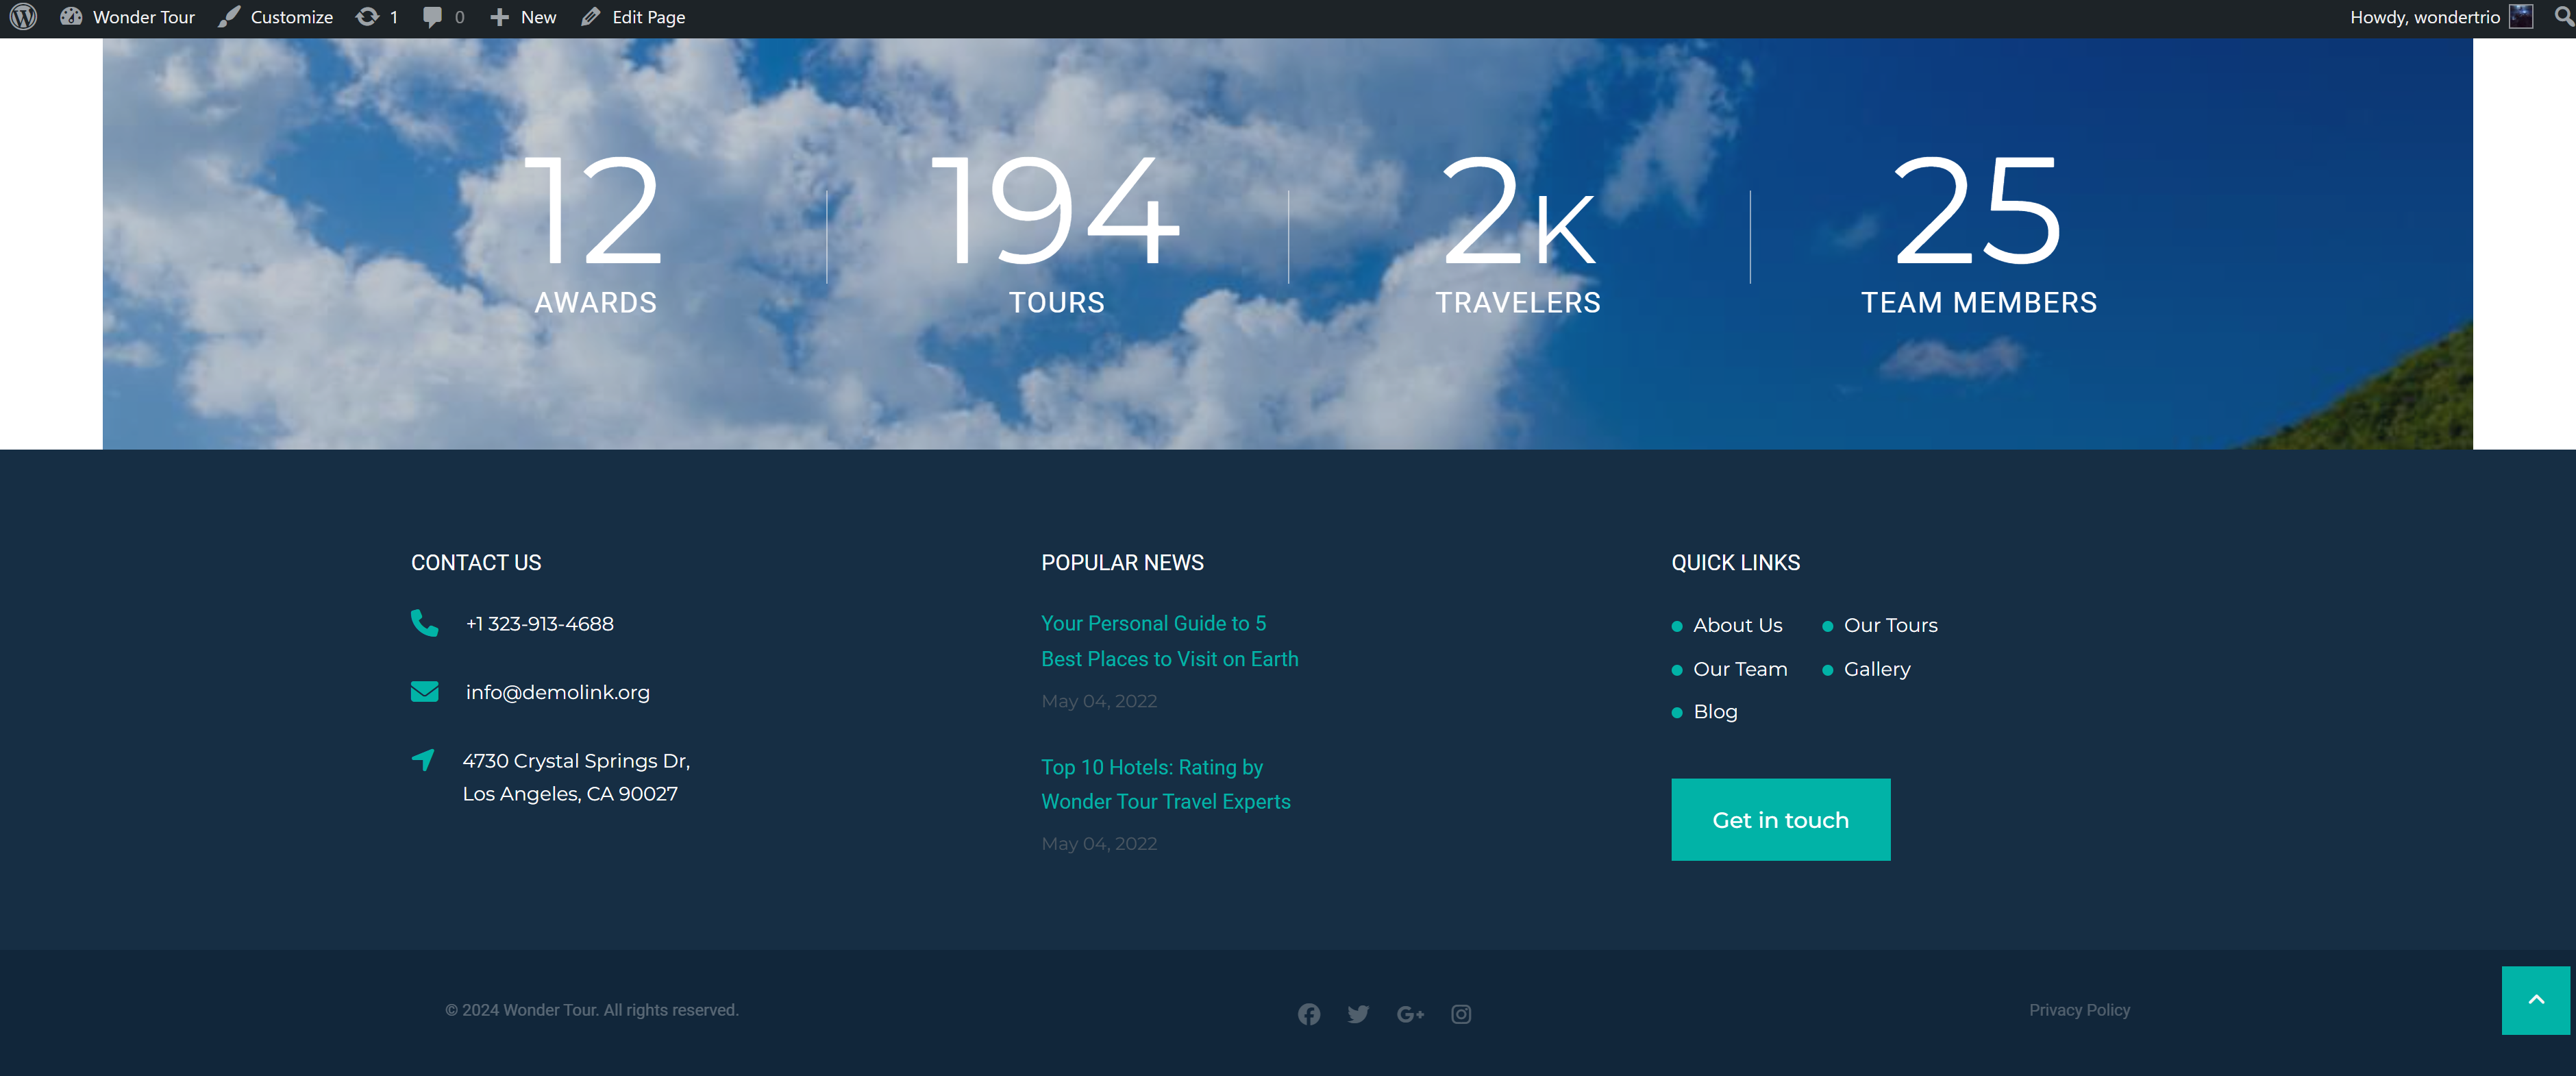 Wonder Tour Customize 1 0 New Edit Page Howdy, wondertrio
12 194 2K 25
AWARDS TOURS TRAVELERS TEAM MEMBERS
CONTACT US
+1 323-913-4688
info@demolink.org
4730 Crystal Springs Dr,
Los Angeles, CA 90027
POPULAR NEWS
Your Personal Guide to 5
Best Places to Visit on Earth
May 04, 2022
Top 10 Hotels: Rating by
Wonder Tour Travel Experts
May 04, 2022
QUICK LINKS
About Us Our Tours
Our Team Gallery
Blog
Get in touch
© 2024 Wonder Tour. All rights reserved. Privacy Policy